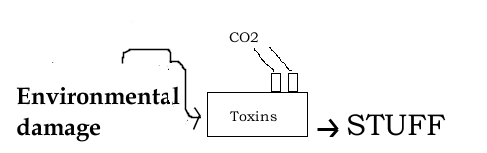 CO2
Environmental
damage
Toxins
STUFF